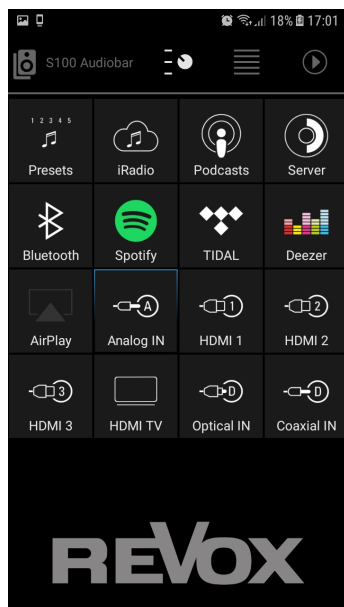 18% 17:01
S100 Audiobar
1 2 3 4 5
Presets
iRadio
Podcasts
Server
Bluetooth
Spotify
TIDAL
Deezer
A
1
2
AirPlay
Analog IN
HDMI 1
HDMI 2
3
D
D
HDMI 3
HDMI TV
Optical IN
Coaxial IN
REVOX